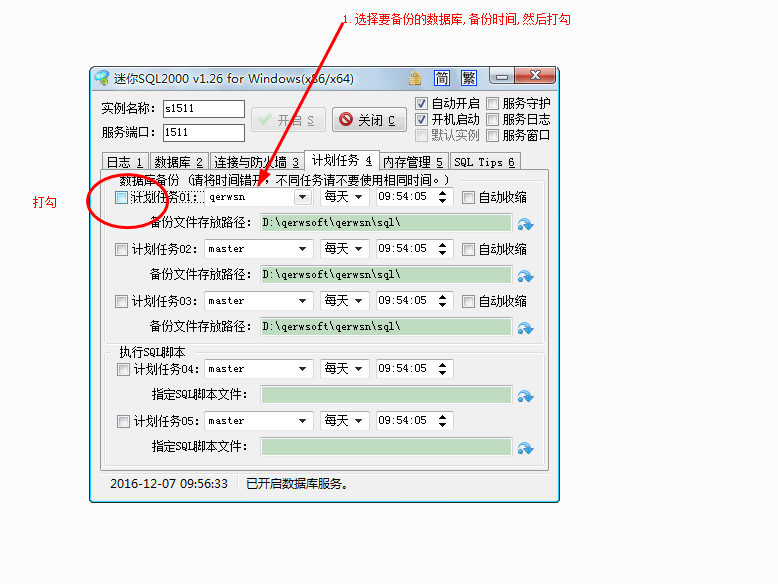 1.选择要备份的数据库,备份时间,然后打勾
迷你SQL2000 v1.26 for Windows(x86/x64) 简 繁
实例名称: s1511 开启 S 关闭 C 自动开启 服务守护
服务端口: 1511 开机启动 服务日志
默认实例 服务窗口
日志 1 数据库 2 连接与防火墙 3 计划任务 4 内存管理 5 SQL Tips 6
数据库备份 (请将时间错开,不同任务请不要使用相同时间。)
打勾 计划任务01: qerwsn 每天 09:54:05 自动收缩
备份文件存放路径: D:\qerwsoft\qerwsn\sql\
计划任务02: master 每天 09:54:05 自动收缩
备份文件存放路径: D:\qerwsoft\qerwsn\sql\
计划任务03: master 每天 09:54:05 自动收缩
备份文件存放路径: D:\qerwsoft\qerwsn\sql\
执行SQL脚本
计划任务04: master 每天 09:54:05
指定SQL脚本文件:
计划任务05: master 每天 09:54:05
指定SQL脚本文件:
2016-12-07 09:56:33 已开启数据库服务。